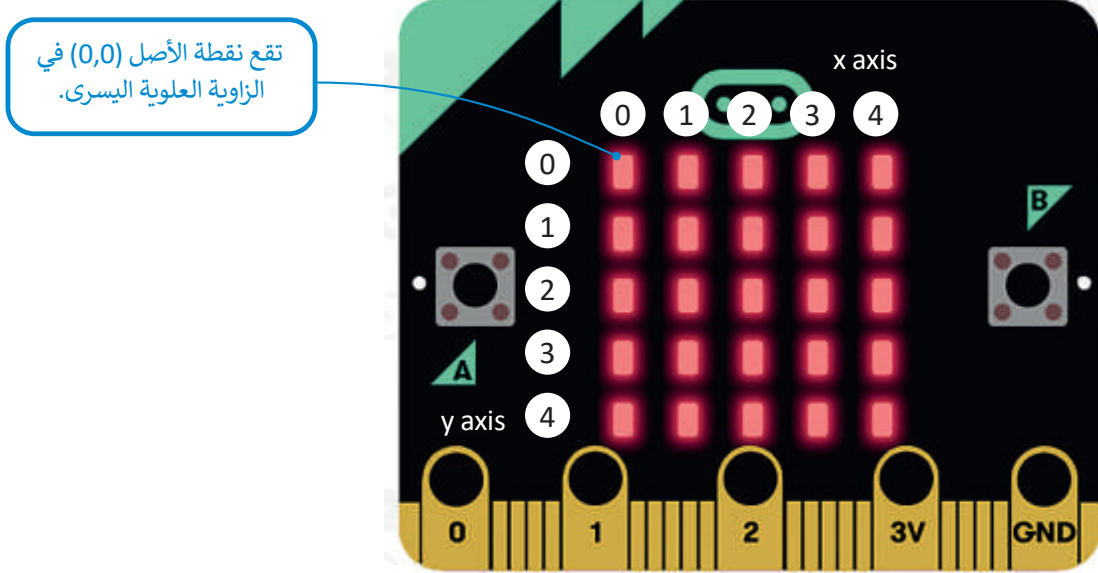 تقع نقطة الأصل (0,0) في
الزاوية العلوية اليسرى.
x axis
0 1 2 3 4
0
1
2
3
4
y axis
A
B
0 1 2 3V GND